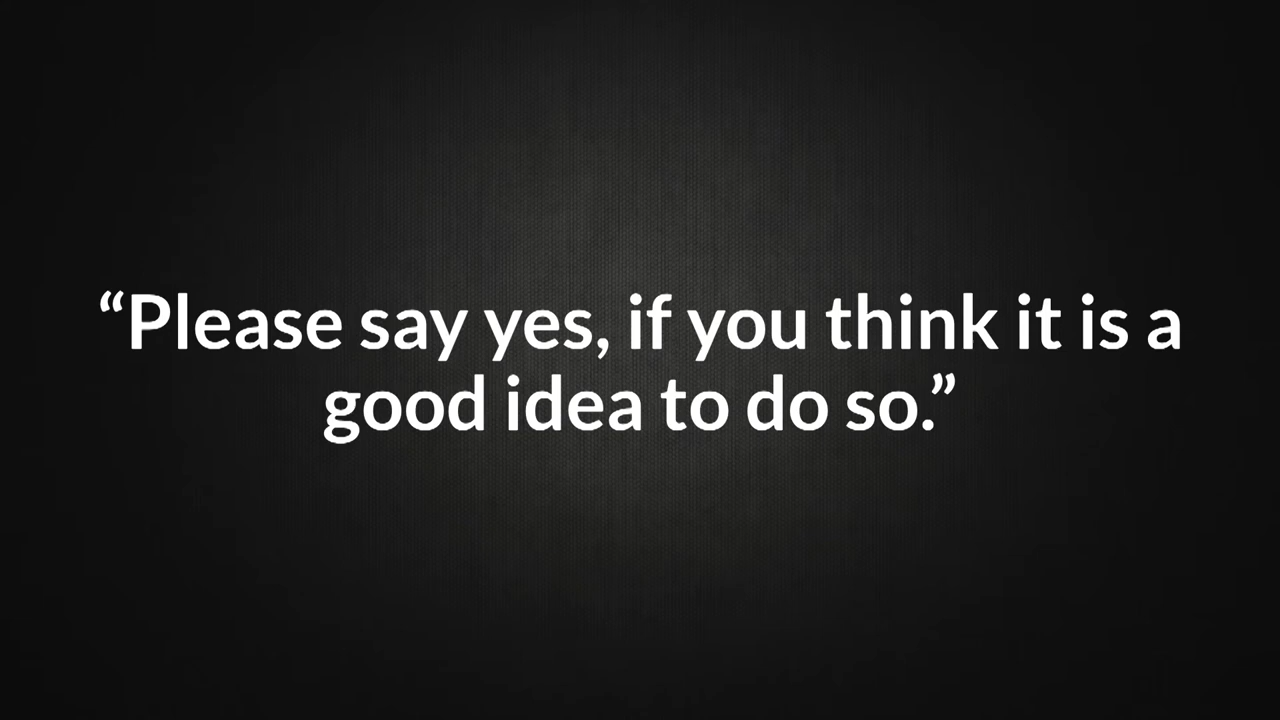 “Please say yes, if you think it is a
good idea to do so.”